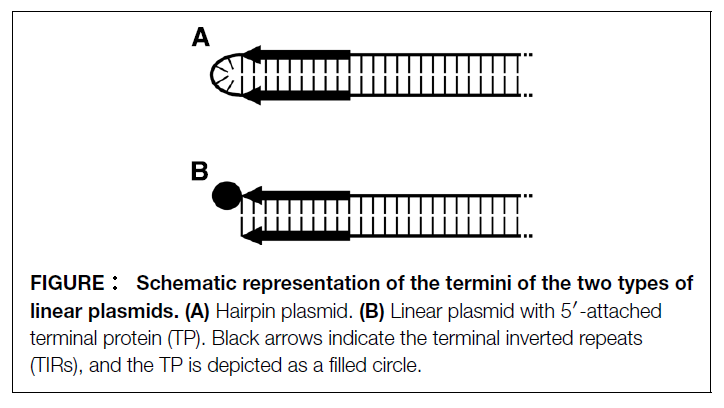 A
B
FIGURE : Schematic representation of the termini of the two types of
linear plasmids. (A) Hairpin plasmid. (B) Linear plasmid with 5′-attached
terminal protein (TP). Black arrows indicate the terminal inverted repeats
(TIRs), and the TP is depicted as a filled circle.